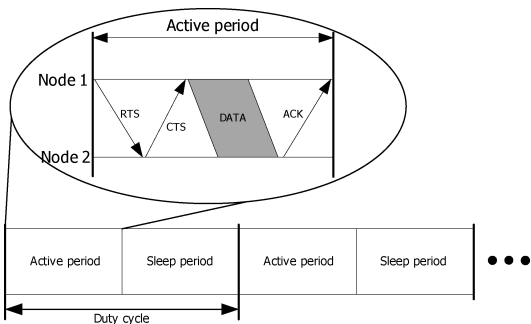 Active period
Node 1
RTS
CTS
DATA
ACK
Node 2
Active period
Sleep period
Active period
Sleep period
Duty cycle